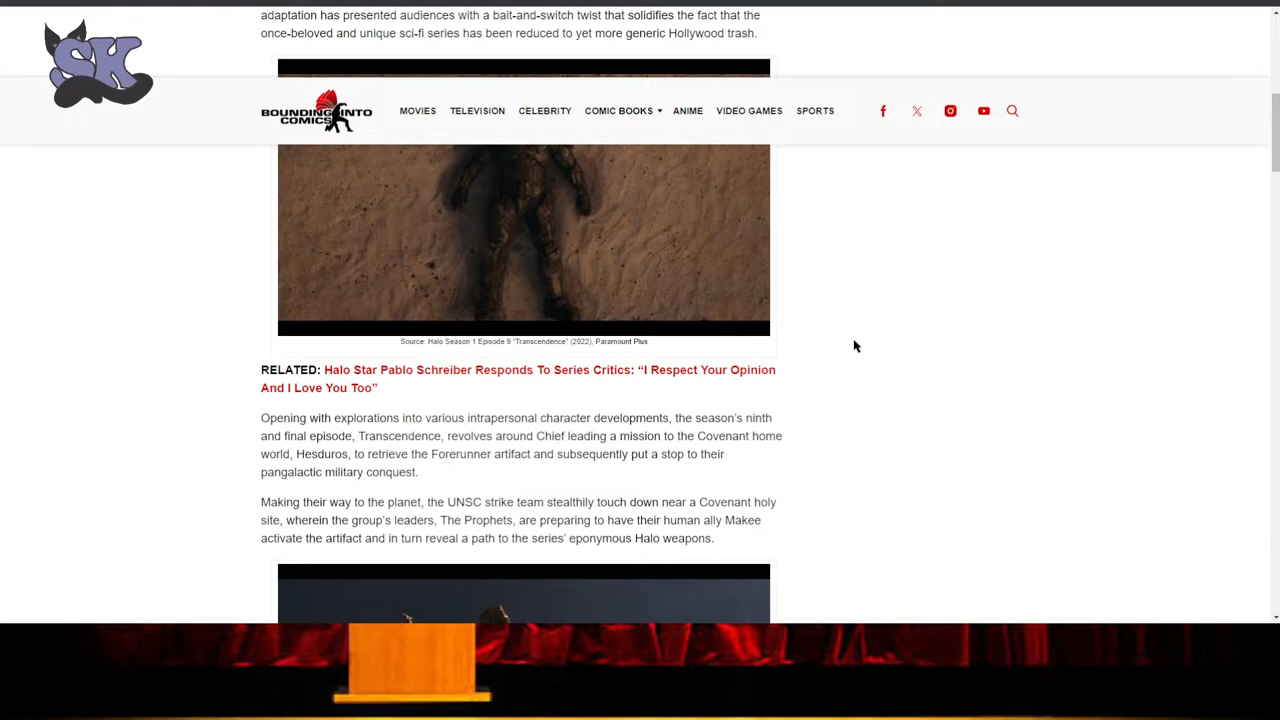 adaptation has presented audiences with a bait-and-switch twist that solidifies the fact that the
once-beloved and unique sci-fi series has been reduced to yet more generic Hollywood trash.
SK
BOUNDING INTO
COMICS
MOVIES TELEVISION CELEBRITY COMIC BOOKS ANIME VIDEO GAMES SPORTS
Source: Halo Season 1 Episode 9 "Transcendence" (2022), Paramount Plus
RELATED: Halo Star Pablo Schreiber Responds To Series Critics: “I Respect Your Opinion
And I Love You Too”
Opening with explorations into various intrapersonal character developments, the season’s ninth
and final episode, Transcendence, revolves around Chief leading a mission to the Covenant home
world, Hesduros, to retrieve the Forerunner artifact and subsequently put a stop to their
pangalactic military conquest.
Making their way to the planet, the UNSC strike team stealthily touch down near a Covenant holy
site, wherein the group’s leaders, The Prophets, are preparing to have their human ally Makee
activate the artifact and in turn reveal a path to the series’ eponymous Halo weapons.